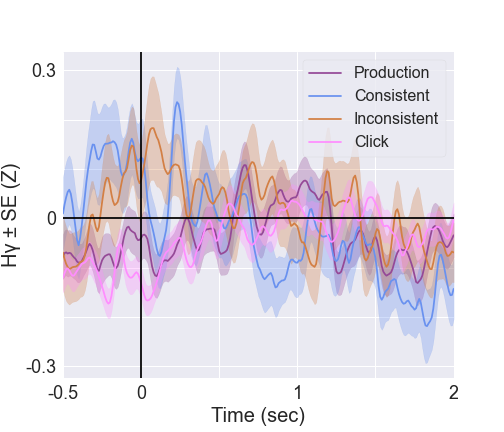 Production
Consistent
Inconsistent
Click
0.3
0
-0.3
Hγ ± SE (Z)
-0.5 0 1 2
Time (sec)